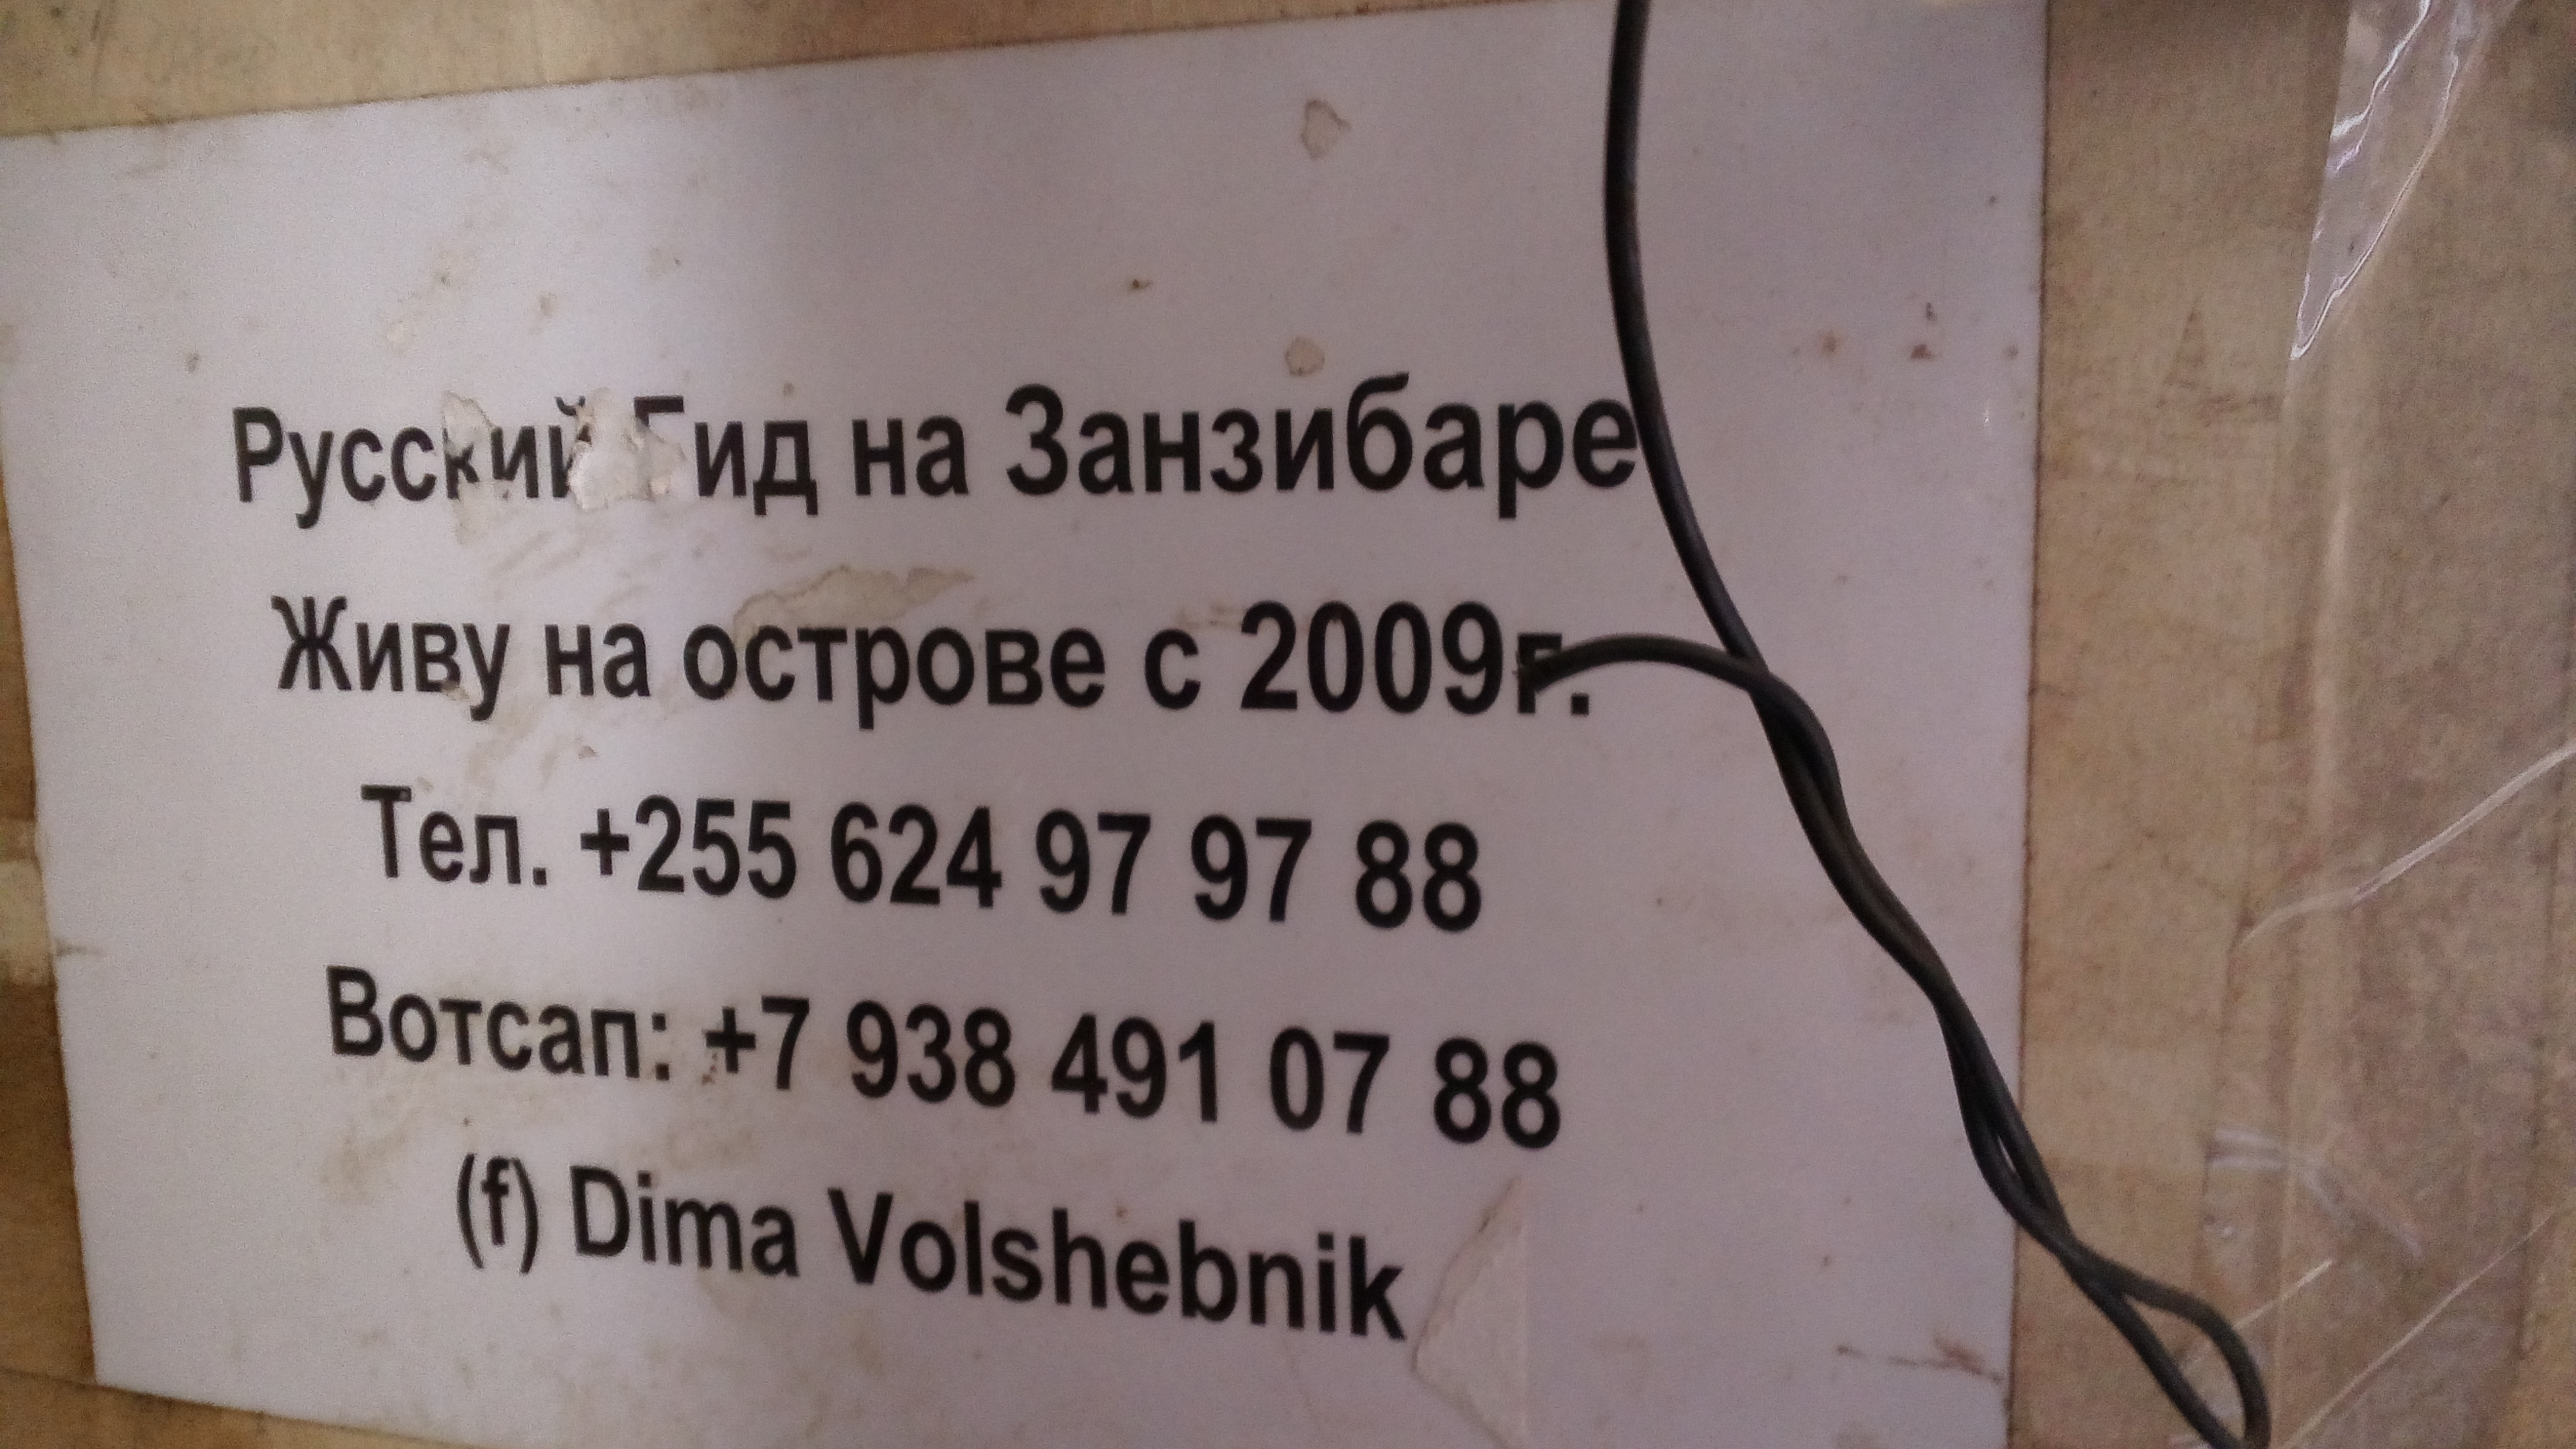 Русский Гид на Занзибаре
Живу на острове с 2009г.
Тел. +255 624 97 97 88
Вотсап: +7 938 491 07 88
(f) Dima Volshebnik